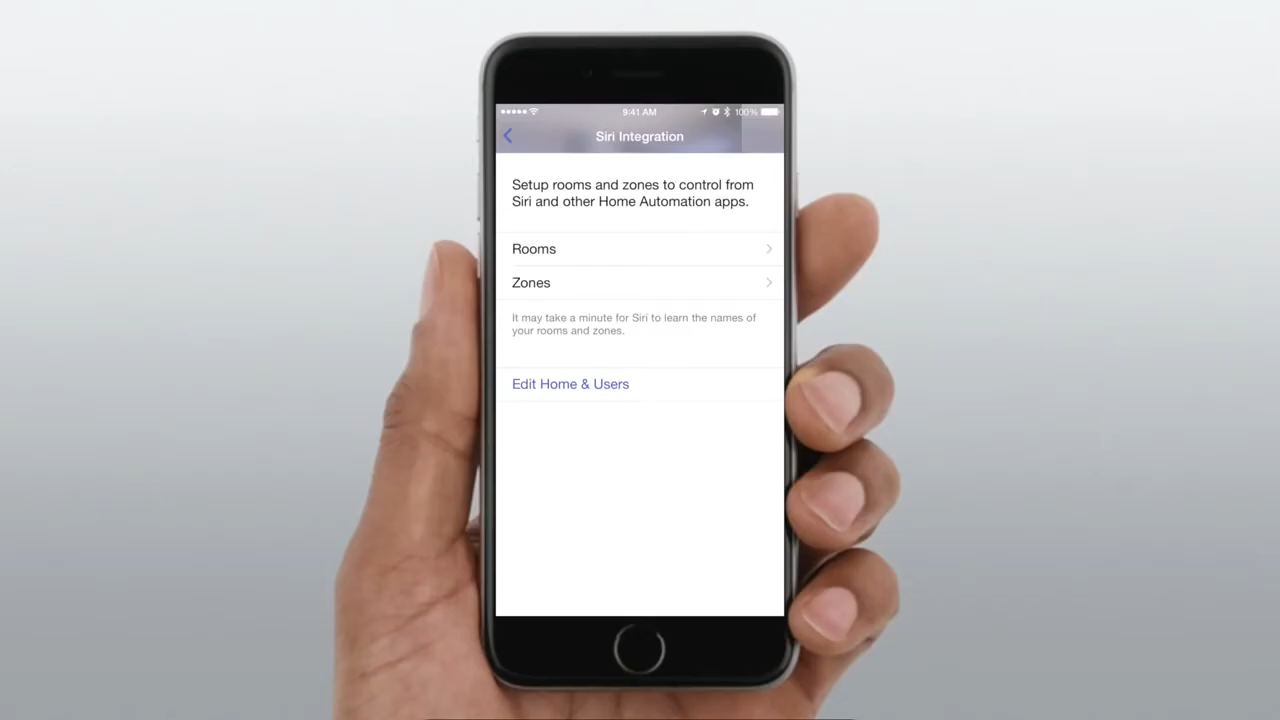 9:41 AM
100%
Siri Integration
Setup rooms and zones to control from
Siri and other Home Automation apps.
Rooms
Zones
It may take a minute for Siri to learn the names of
your rooms and zones.
Edit Home & Users